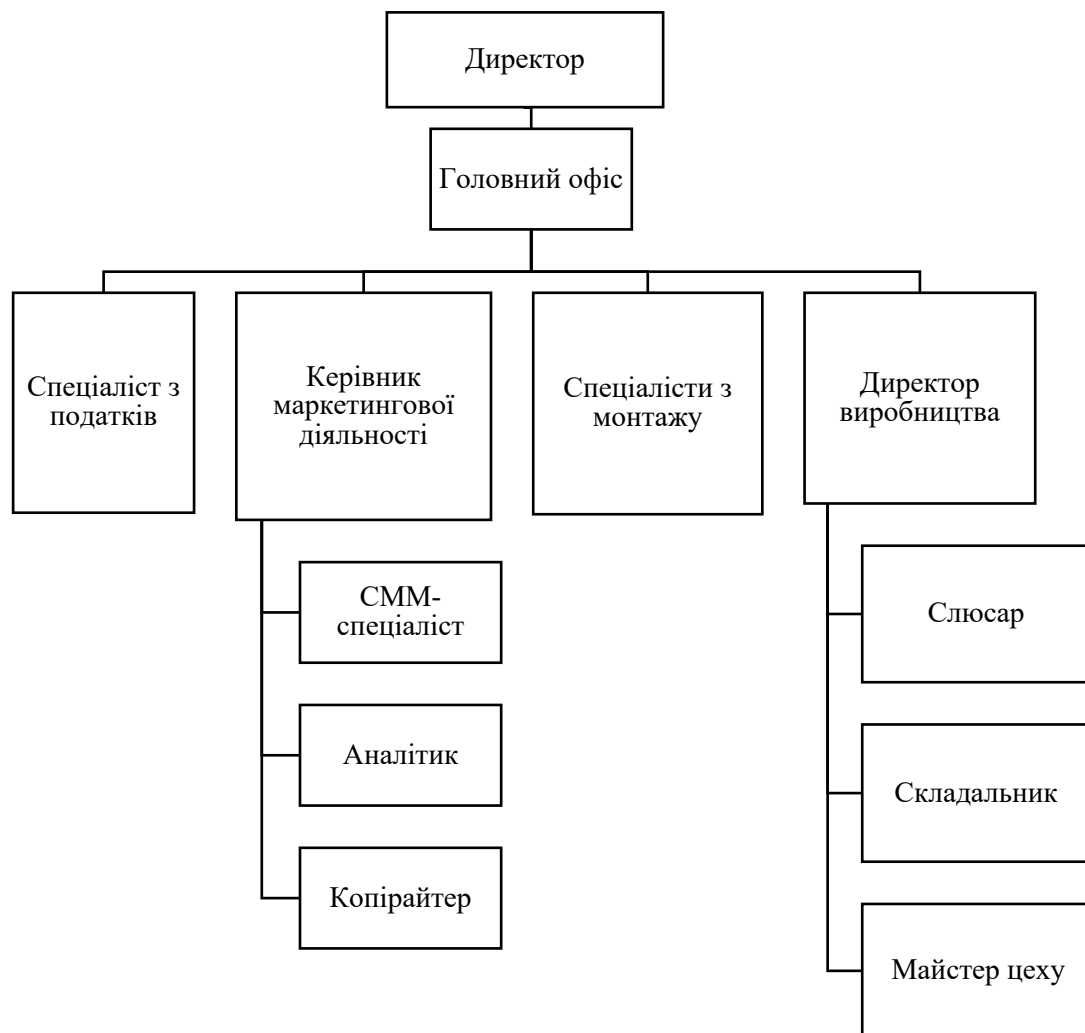 Директор
Головний офіс
Спеціаліст з
податків
Керівник
маркетингової
діяльності
Спеціалісти з
монтажу
Директор
виробництва
СММ-
спеціаліст
Аналітик
Копірайтер
Слюсар
Складальник
Майстер цеху